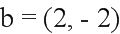 b = (2, - 2)